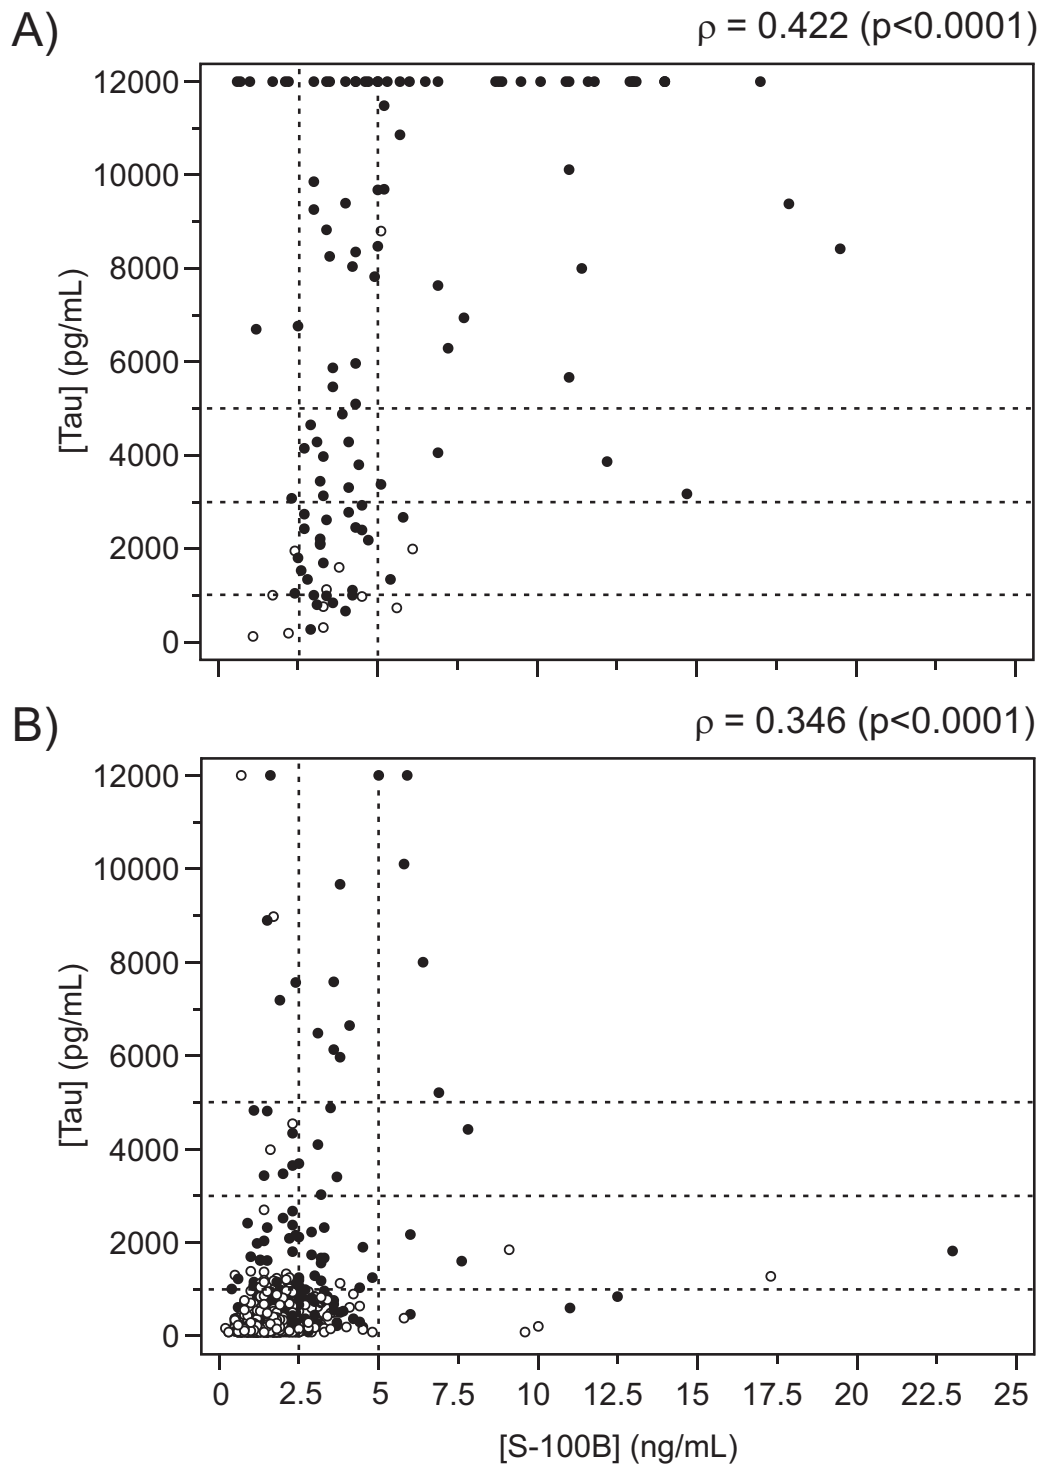 A)
ρ = 0.422 (p<0.0001)
12000
10000
8000
6000
4000
2000
0
[Tau] (pg/mL)
B)
ρ = 0.346 (p<0.0001)
12000
10000
8000
6000
4000
2000
0
[Tau] (pg/mL)
0 2.5 5 7.5 10 12.5 15 17.5 20 22.5 25
[S-100B] (ng/mL)